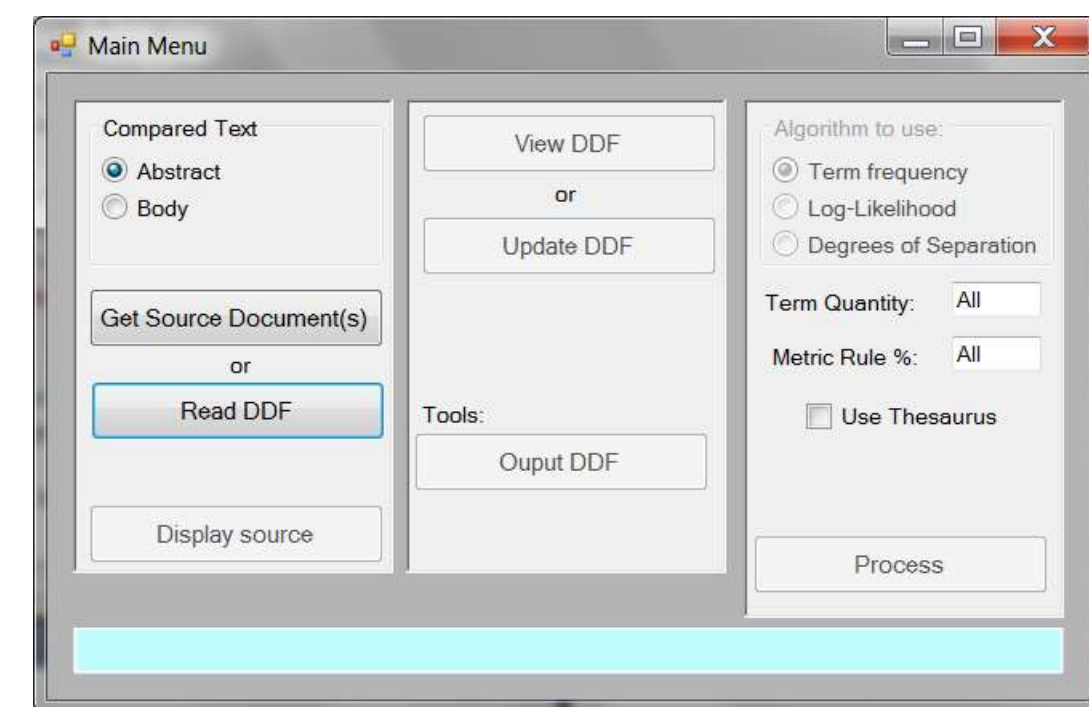 Main Menu
Compared Text
Abstract
Body
Get Source Document(s)
or
Read DDF
Display source
View DDF
or
Update DDF
Tools:
Ouput DDF
Algorithm to use:
Term frequency
Log-Likelihood
Degrees of Separation
Term Quantity: All
Metric Rule %: All
Use Thesaurus
Process